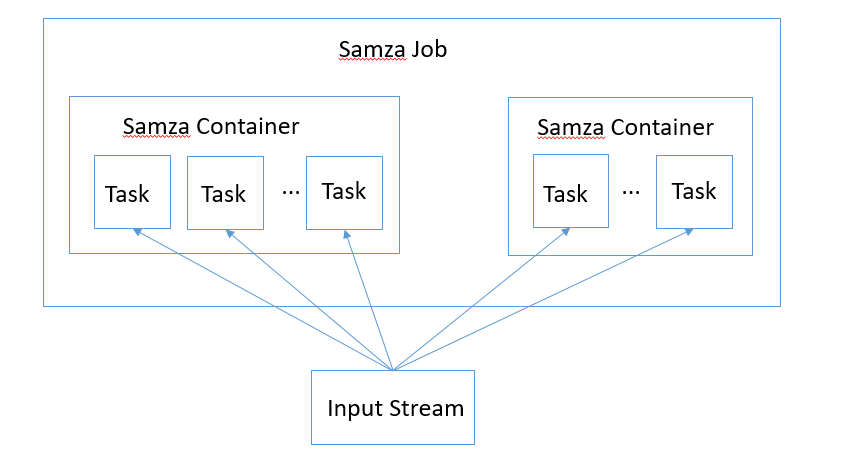 Samza Job
Samza Container
Task
Task
...
Task
Samza Container
Task
...
Task
Input Stream